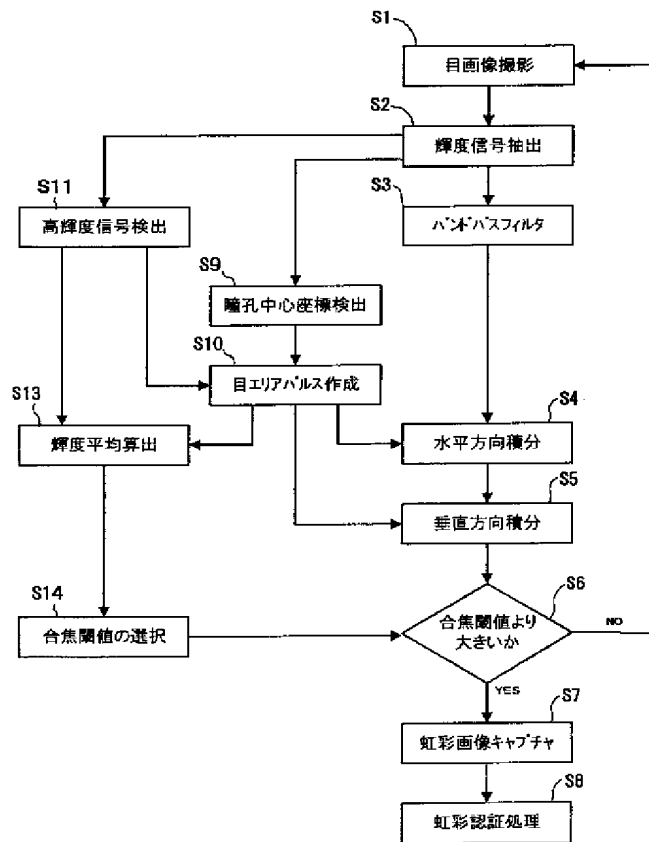 S1
目画像撮影
S2
輝度信号抽出
S11
高輝度信号検出
S3
バンドパスフィルタ
S9
瞳孔中心座標検出
S10
目エリアパルス作成
S13
輝度平均算出
S4
水平方向積分
S5
垂直方向積分
S14
合焦閾値の選択
S6
合焦閾値より
大きいか
NO
YES
S7
虹彩画像キャプチャ
S8
虹彩認証処理